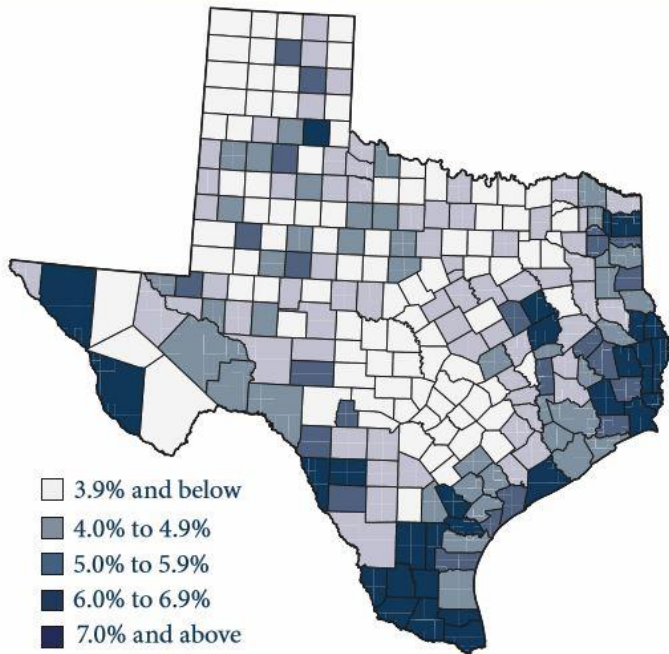 3.9% and below
4.0% to 4.9%
5.0% to 5.9%
6.0% to 6.9%
7.0% and above